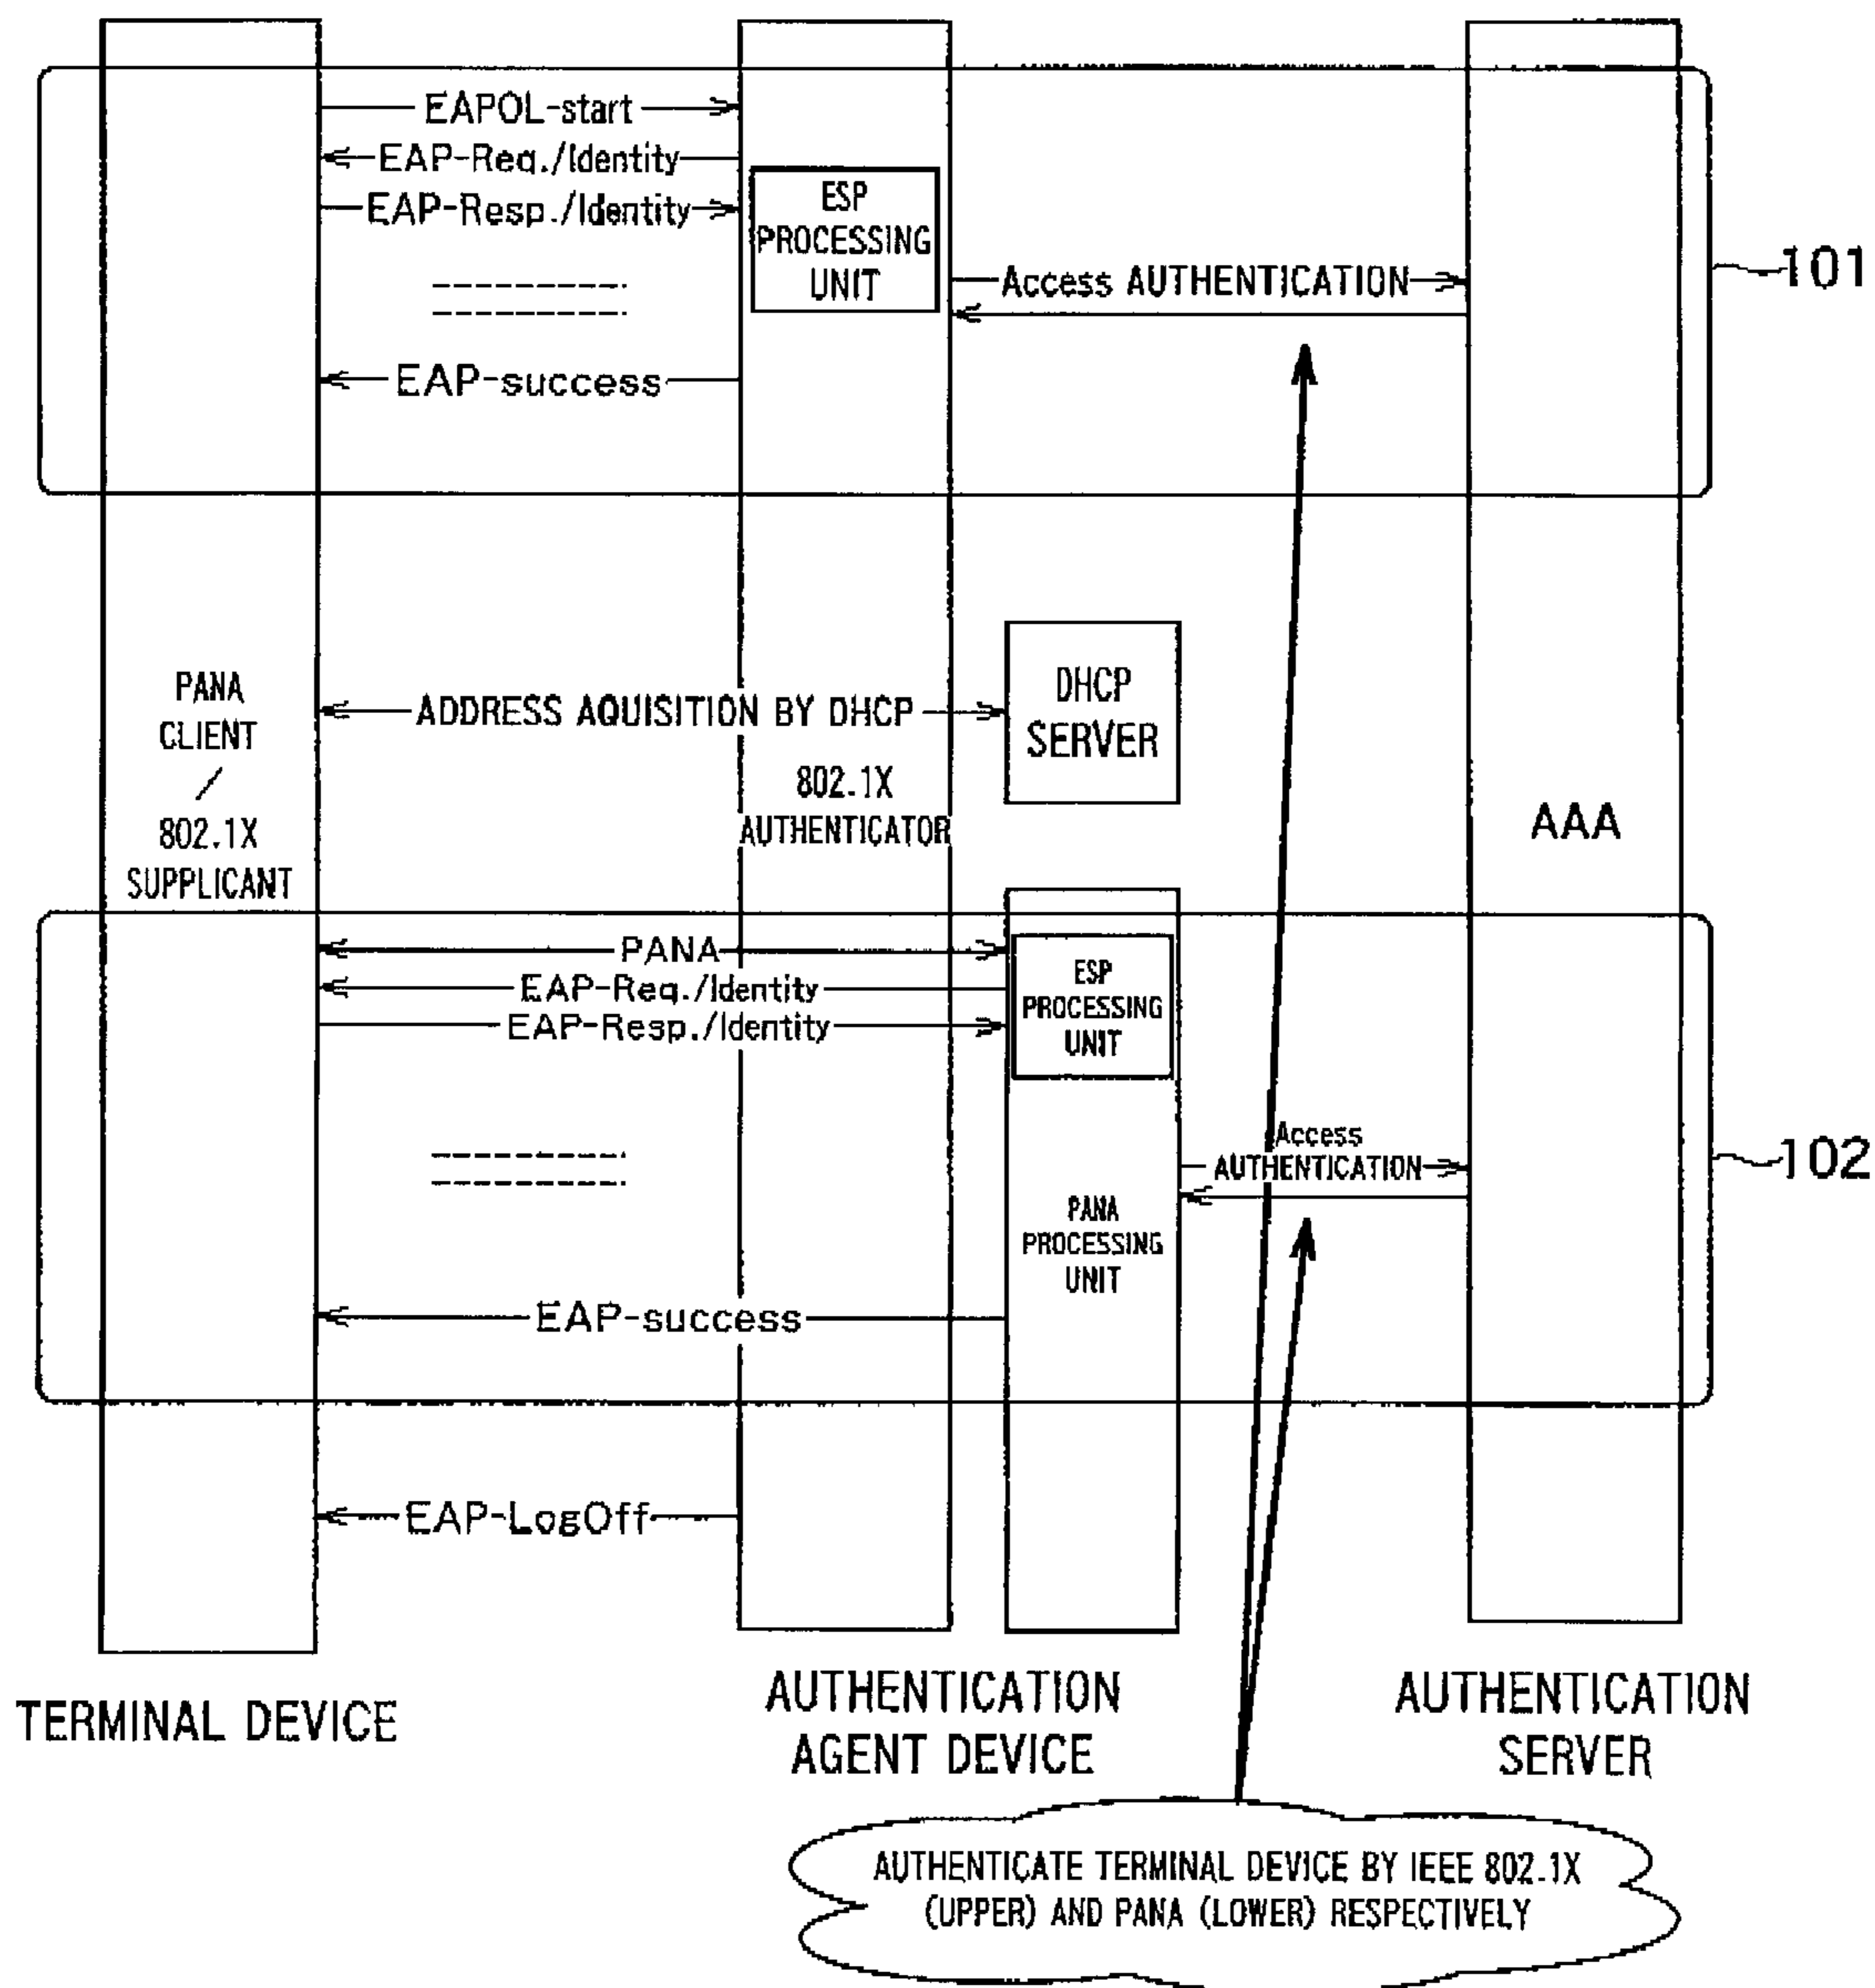 EAPOL-start
EAP-Req./Identity
EAP-Resp./Identity
ESP
PROCESSING
UNIT
Access AUTHENTICATION
101
EAP-success
PANA
CLIENT
/
802.1X
SUPPLICANT
ADDRESS AQUISITION BY DHCP
DHCP
SERVER
802.1X
AUTHENTICATOR
AAA
PANA
EAP-Req./Identity
EAP-Resp./Identity
ESP
PROCESSING
UNIT
Access
AUTHENTICATION
102
PANA
PROCESSING
UNIT
EAP-success
EAP-LogOff
TERMINAL DEVICE
AUTHENTICATION
AGENT DEVICE
AUTHENTICATION
SERVER
AUTHENTICATE TERMINAL DEVICE BY IEEE 802.1X
(UPPER) AND PANA (LOWER) RESPECTIVELY